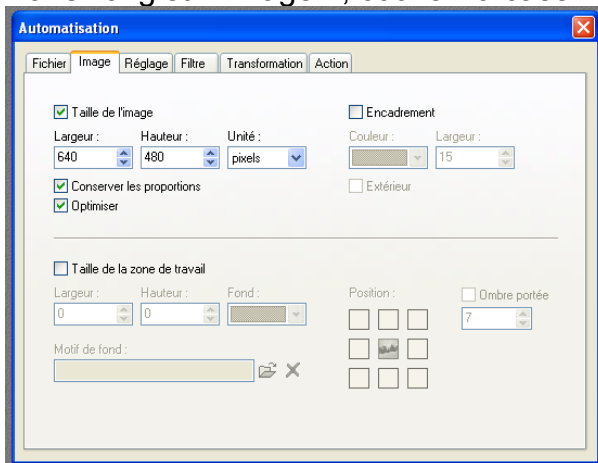 Automatisation
Fichier Image Réglage Filtre Transformation Action
Taille de l'image
Encadrement
Largeur : Hauteur : Unité :
Couleur : Largeur :
640 480 pixels
15
Conserver les proportions
Extérieur
Optimiser
Taille de la zone de travail
Largeur : Hauteur : Fond :
Position :
Ombre portée
0 0
7
Motif de fond :